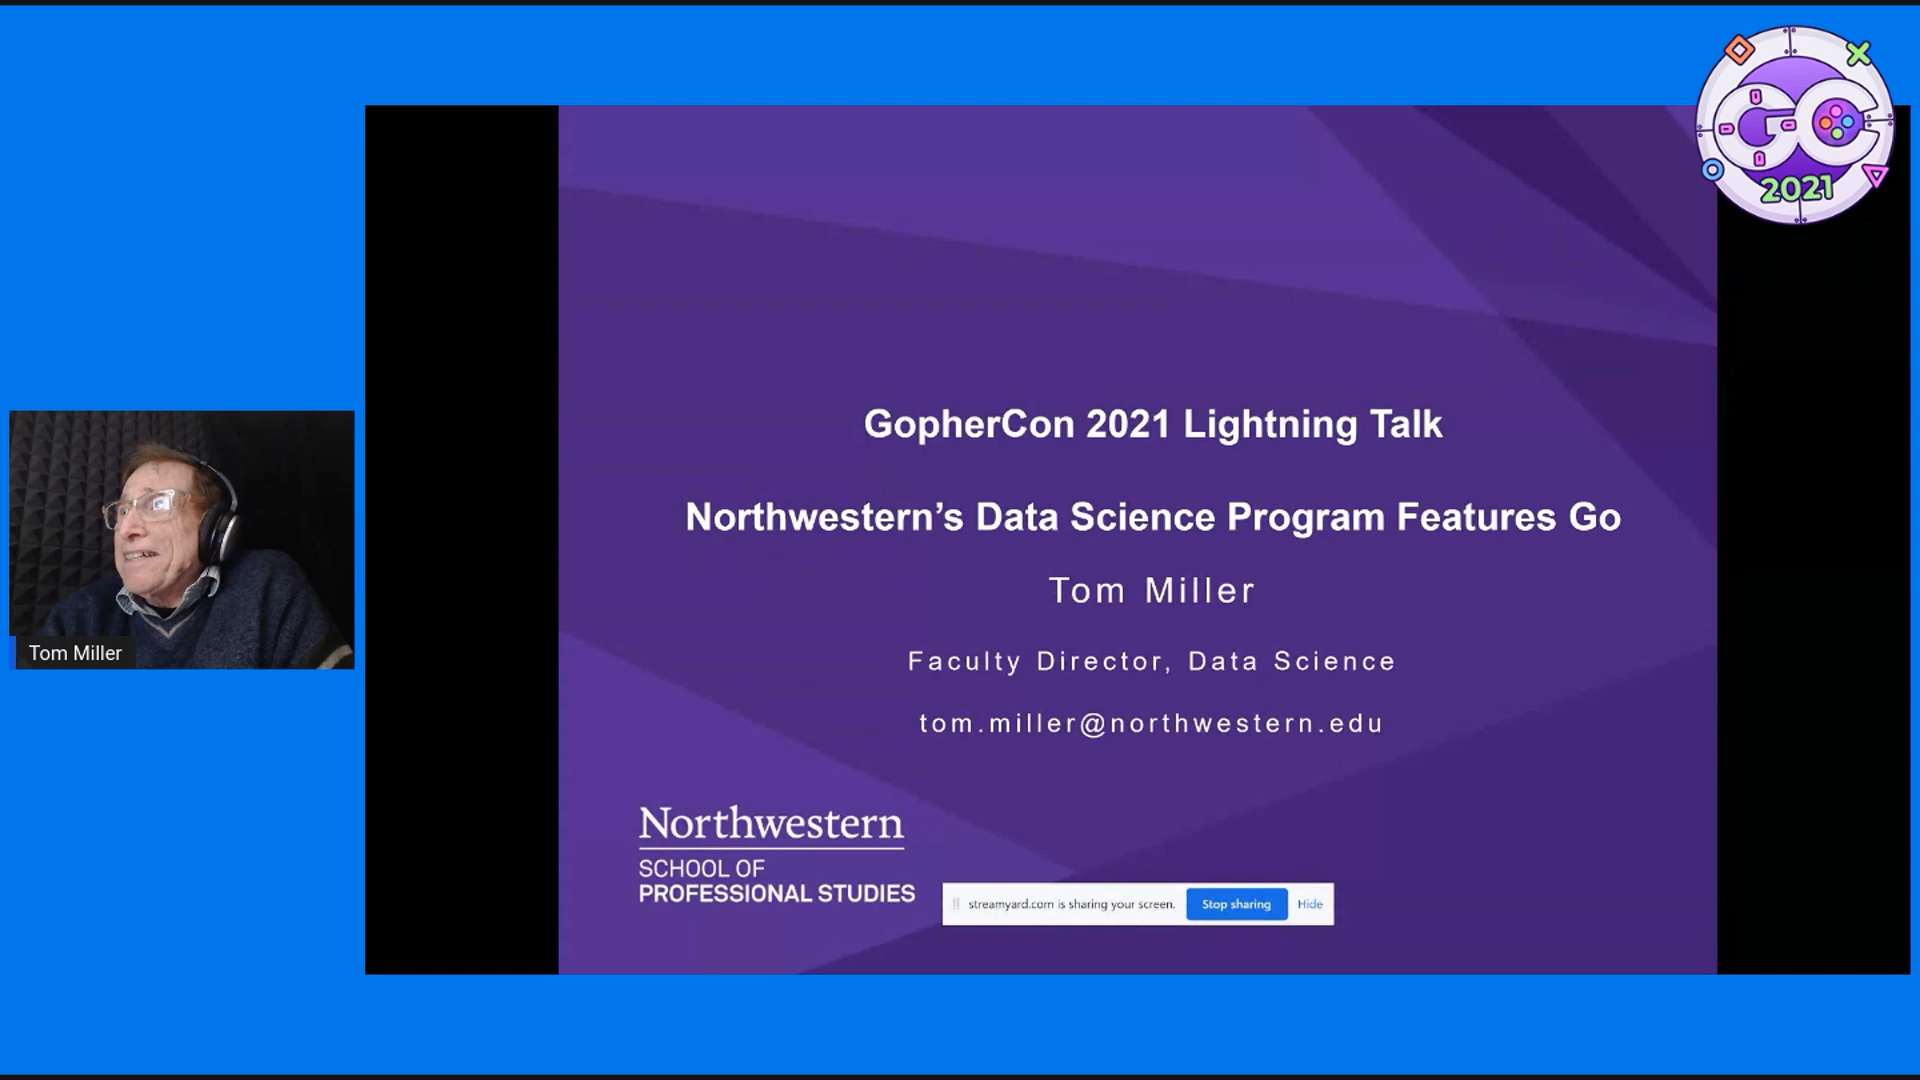 GC
2021
GopherCon 2021 Lightning Talk
Northwestern’s Data Science Program Features Go
Tom Miller
Faculty Director, Data Science
tom.miller@northwestern.edu
Tom Miller
Northwestern
SCHOOL OF
PROFESSIONAL STUDIES
streamyard.com is sharing your screen. Stop sharing Hide